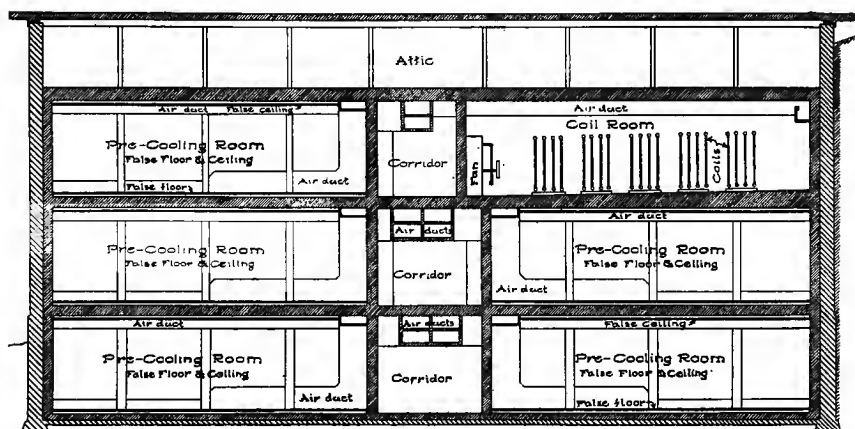 Attic
Air duct False ceiling
Pre-Cooling Room
False Floor & Ceiling
False floor
Air duct
Corridor
Air duct
Coil Room
Fan
Coils
Pre-Cooling Room
False Floor & Ceiling
Air ducts
Corridor
Air duct
Pre-Cooling Room
False Floor & Ceiling
Air duct
Air duct
Pre-Cooling Room
False Floor & Ceiling
Air duct
Air ducts
Corridor
False Ceiling
Pre-Cooling Room
False Floor & Ceiling
False floor